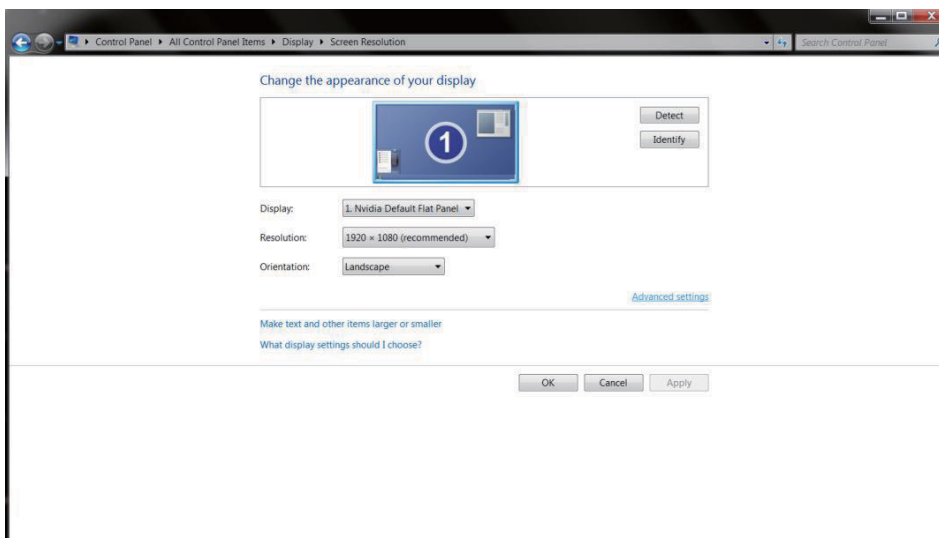 Control Panel ▸ All Control Panel Items ▸ Display ▸ Screen Resolution
Search Control Panel
Change the appearance of your display
1
Detect
Identify
Display: 1. Nvidia Default Flat Panel
Resolution: 1920 × 1080 (recommended)
Orientation: Landscape
Advanced settings
Make text and other items larger or smaller
What display settings should I choose?
OK Cancel Apply